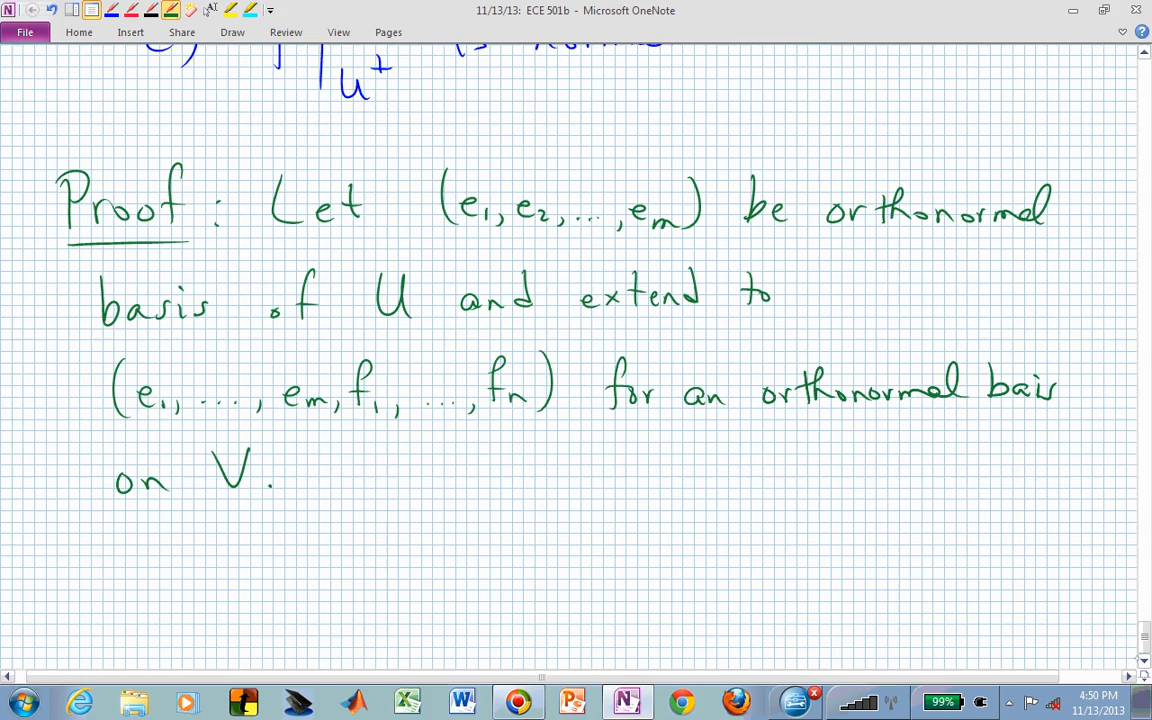 11/13/13: ECE 501b - Microsoft OneNote
File Home Insert Share Draw Review View Pages
is
U⊥
Proof: Let (e1, e2, ..., em) be orthonormal
basis of U and extend to
(e1, ..., em, f1, ..., fn) for an orthonormal bais
on V.
99%
4:50 PM
11/13/2013